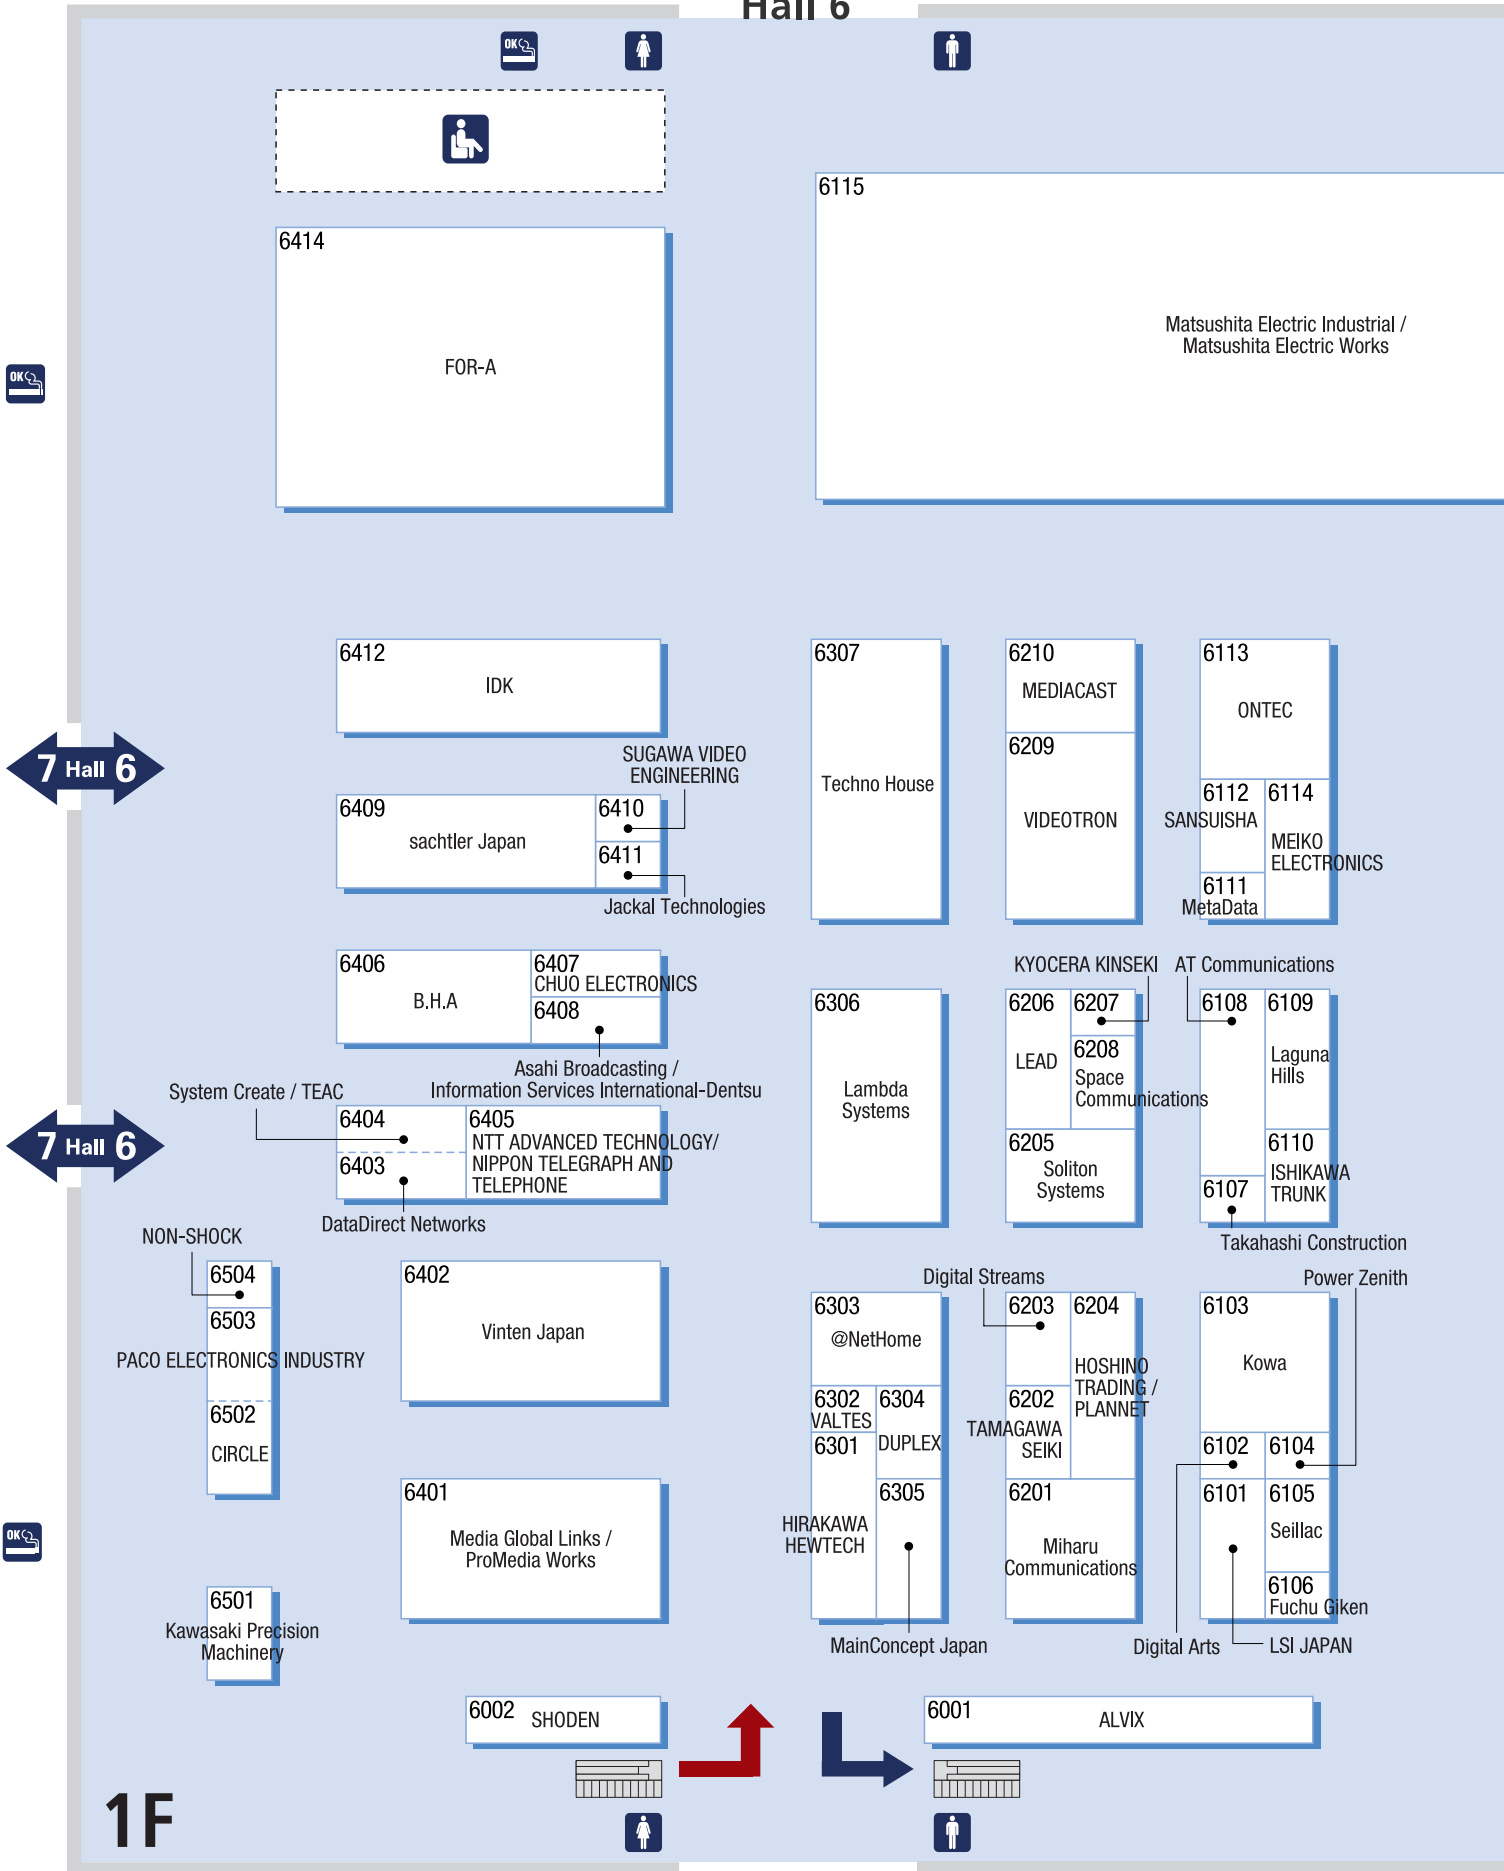 Hall 6
OK
6115
6414
Matsushita Electric Industrial /
Matsushita Electric Works
FOR-A
OK
6412
IDK
6307
Techno House
6210
MEDIACAST
6209
VIDEOTRON
6113
ONTEC
6112
SANSUISHA
6114
MEIKO
ELECTRONICS
6111
MetaData
7 Hall 6
SUGAWA VIDEO
ENGINEERING
6409
sachtler Japan
6410
6411
Jackal Technologies
6406
B.H.A
6407
CHUO ELECTRONICS
6408
Asahi Broadcasting /
Information Services International-Dentsu
KYOCERA KINSEKI
AT Communications
6306
Lambda
Systems
6206
LEAD
6207
6208
Space
Communications
6205
Soliton
Systems
6108
6109
Laguna
Hills
6110
ISHIKAWA
TRUNK
6107
Takahashi Construction
System Create / TEAC
7 Hall 6
6404
6403
6405
NTT ADVANCED TECHNOLOGY/
NIPPON TELEGRAPH AND
TELEPHONE
DataDirect Networks
NON-SHOCK
6504
6503
PACO ELECTRONICS INDUSTRY
6502
CIRCLE
6402
Vinten Japan
Digital Streams
Power Zenith
6303
@NetHome
6302
VALTES
6304
DUPLEX
6301
HIRAKAWA
HEWTECH
6305
MainConcept Japan
6203
6204
HOSHINO
TRADING /
PLANNET
6202
TAMAGAWA
SEIKI
6201
Miharu
Communications
6103
Kowa
6102
6104
6101
6105
Seillac
6106
Fuchu Giken
Digital Arts
LSI JAPAN
6401
Media Global Links /
ProMedia Works
OK
6501
Kawasaki Precision
Machinery
6002
SHODEN
6001
ALVIX
1F